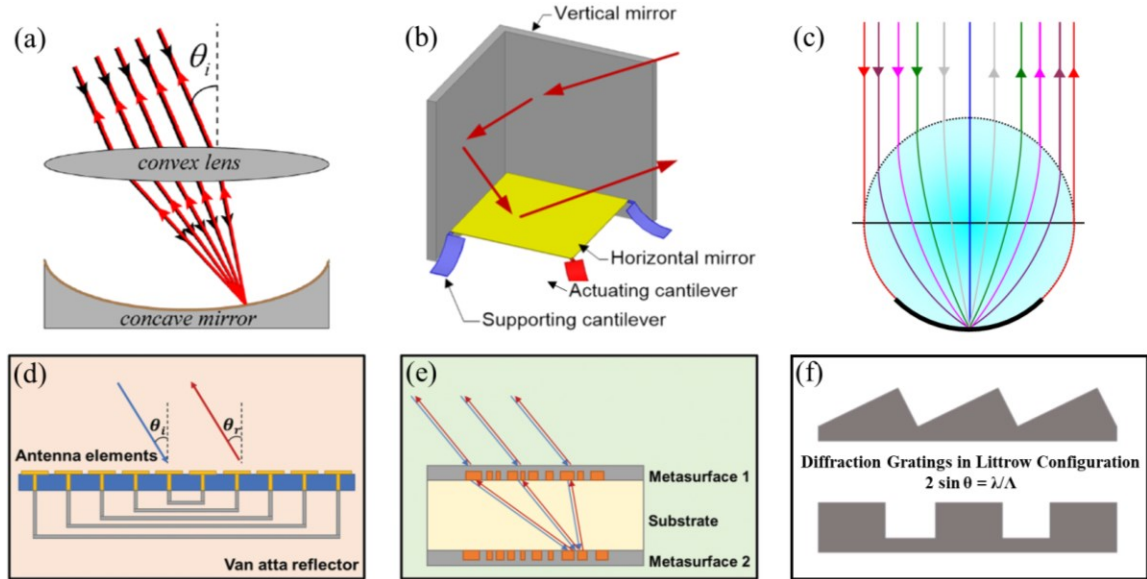 (a)
θi
convex lens
concave mirror
(b)
Vertical mirror
Horizontal mirror
Actuating cantilever
Supporting cantilever
(c)
(d)
θi
θr
Antenna elements
Van atta reflector
(e)
Metasurface 1
Substrate
Metasurface 2
(f)
Diffraction Gratings in Littrow Configuration
2 sin θ = λ/Λ